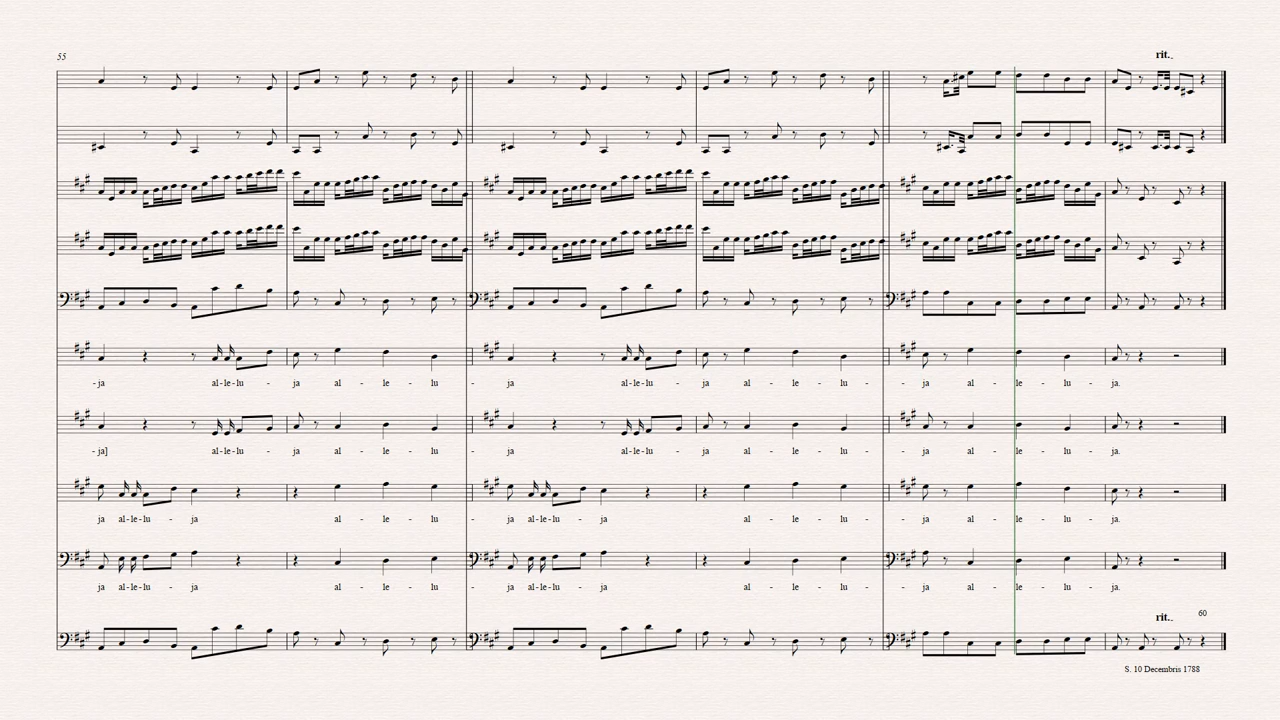 55
rit..
- ja al-le-lu - ja al - le - lu - ja al-le-lu - ja al - le - lu - - ja al - le - lu - ja.
- ja] al-le-lu - ja al - le - lu - ja al-le-lu - ja al - le - lu - - ja al - le - lu - ja.
ja al-le-lu - ja al - le - lu - ja al-le-lu - ja al - le - lu - - ja al - le - lu - ja.
ja al-le-lu - ja al - le - lu - ja al-le-lu - ja al - le - lu - - ja al - le - lu - ja.
60
rit..
S. 10 Decembris 1788